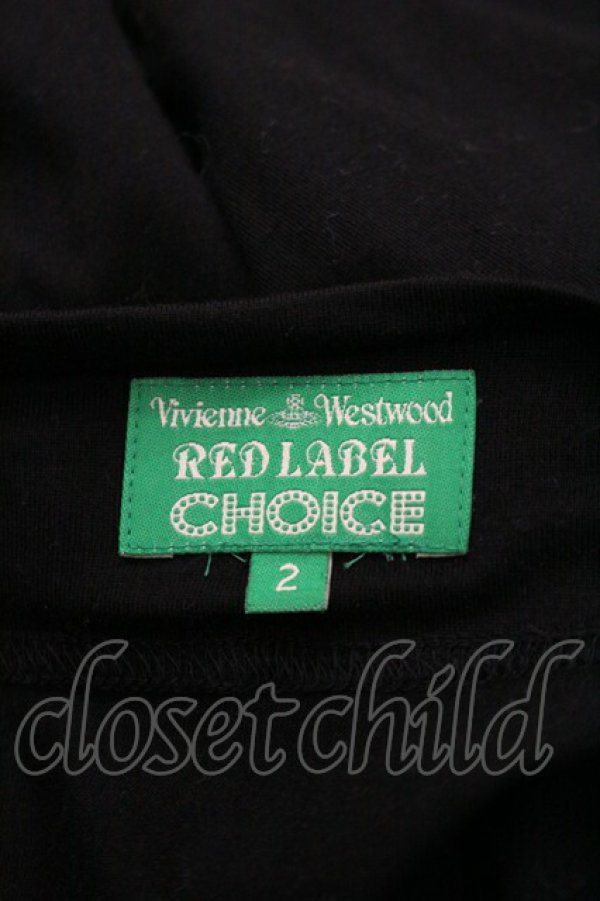 Vivienne Westwood
RED LABEL
CHOICE
2
closetchild